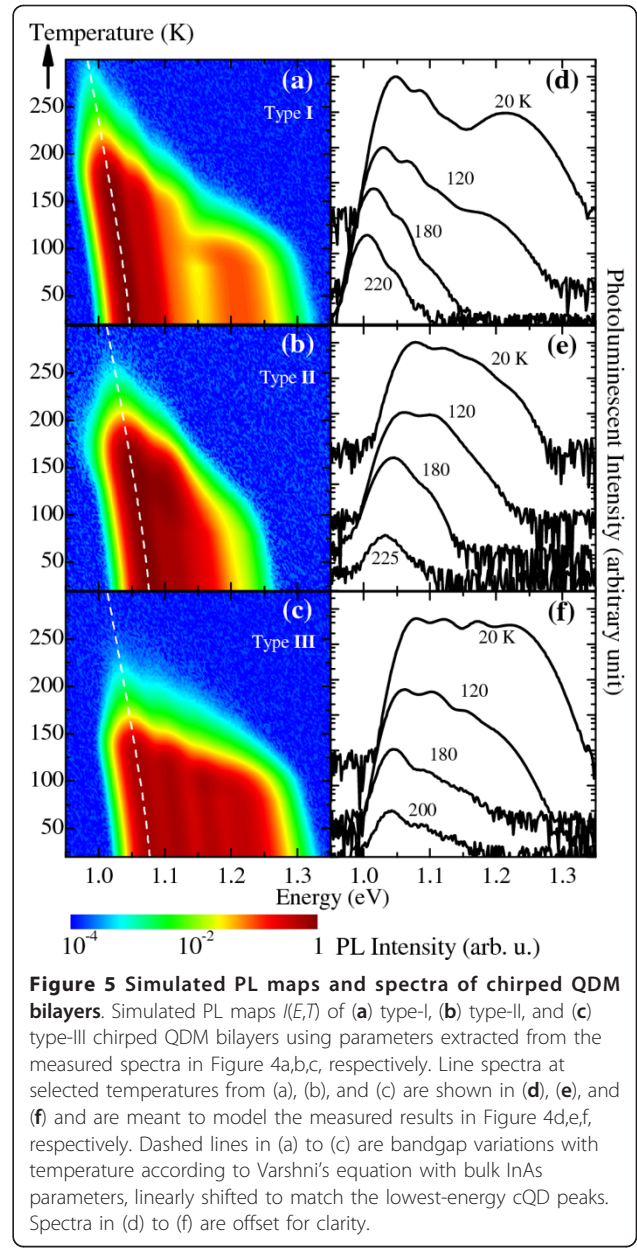 Temperature (K)
(a)
Type I
250
200
150
100
50
(d)
20 K
120
180
220
(b)
Type II
250
200
150
100
50
(e)
20 K
120
180
225
(c)
Type III
250
200
150
100
50
(f)
20 K
120
180
200
Photoluminescent Intensity (arbitrary unit)
1.0 1.1 1.2 1.3 1.0 1.1 1.2 1.3
Energy (eV)
10⁻⁴ 10⁻² 1 PL Intensity (arb. u.)
Figure 5 Simulated PL maps and spectra of chirped QDM
bilayers. Simulated PL maps I(E,T) of (a) type-I, (b) type-II, and (c)
type-III chirped QDM bilayers using parameters extracted from the
measured spectra in Figure 4a,b,c, respectively. Line spectra at
selected temperatures from (a), (b), and (c) are shown in (d), (e), and
(f) and are meant to model the measured results in Figure 4d,e,f,
respectively. Dashed lines in (a) to (c) are bandgap variations with
temperature according to Varshni's equation with bulk InAs
parameters, linearly shifted to match the lowest-energy cQD peaks.
Spectra in (d) to (f) are offset for clarity.